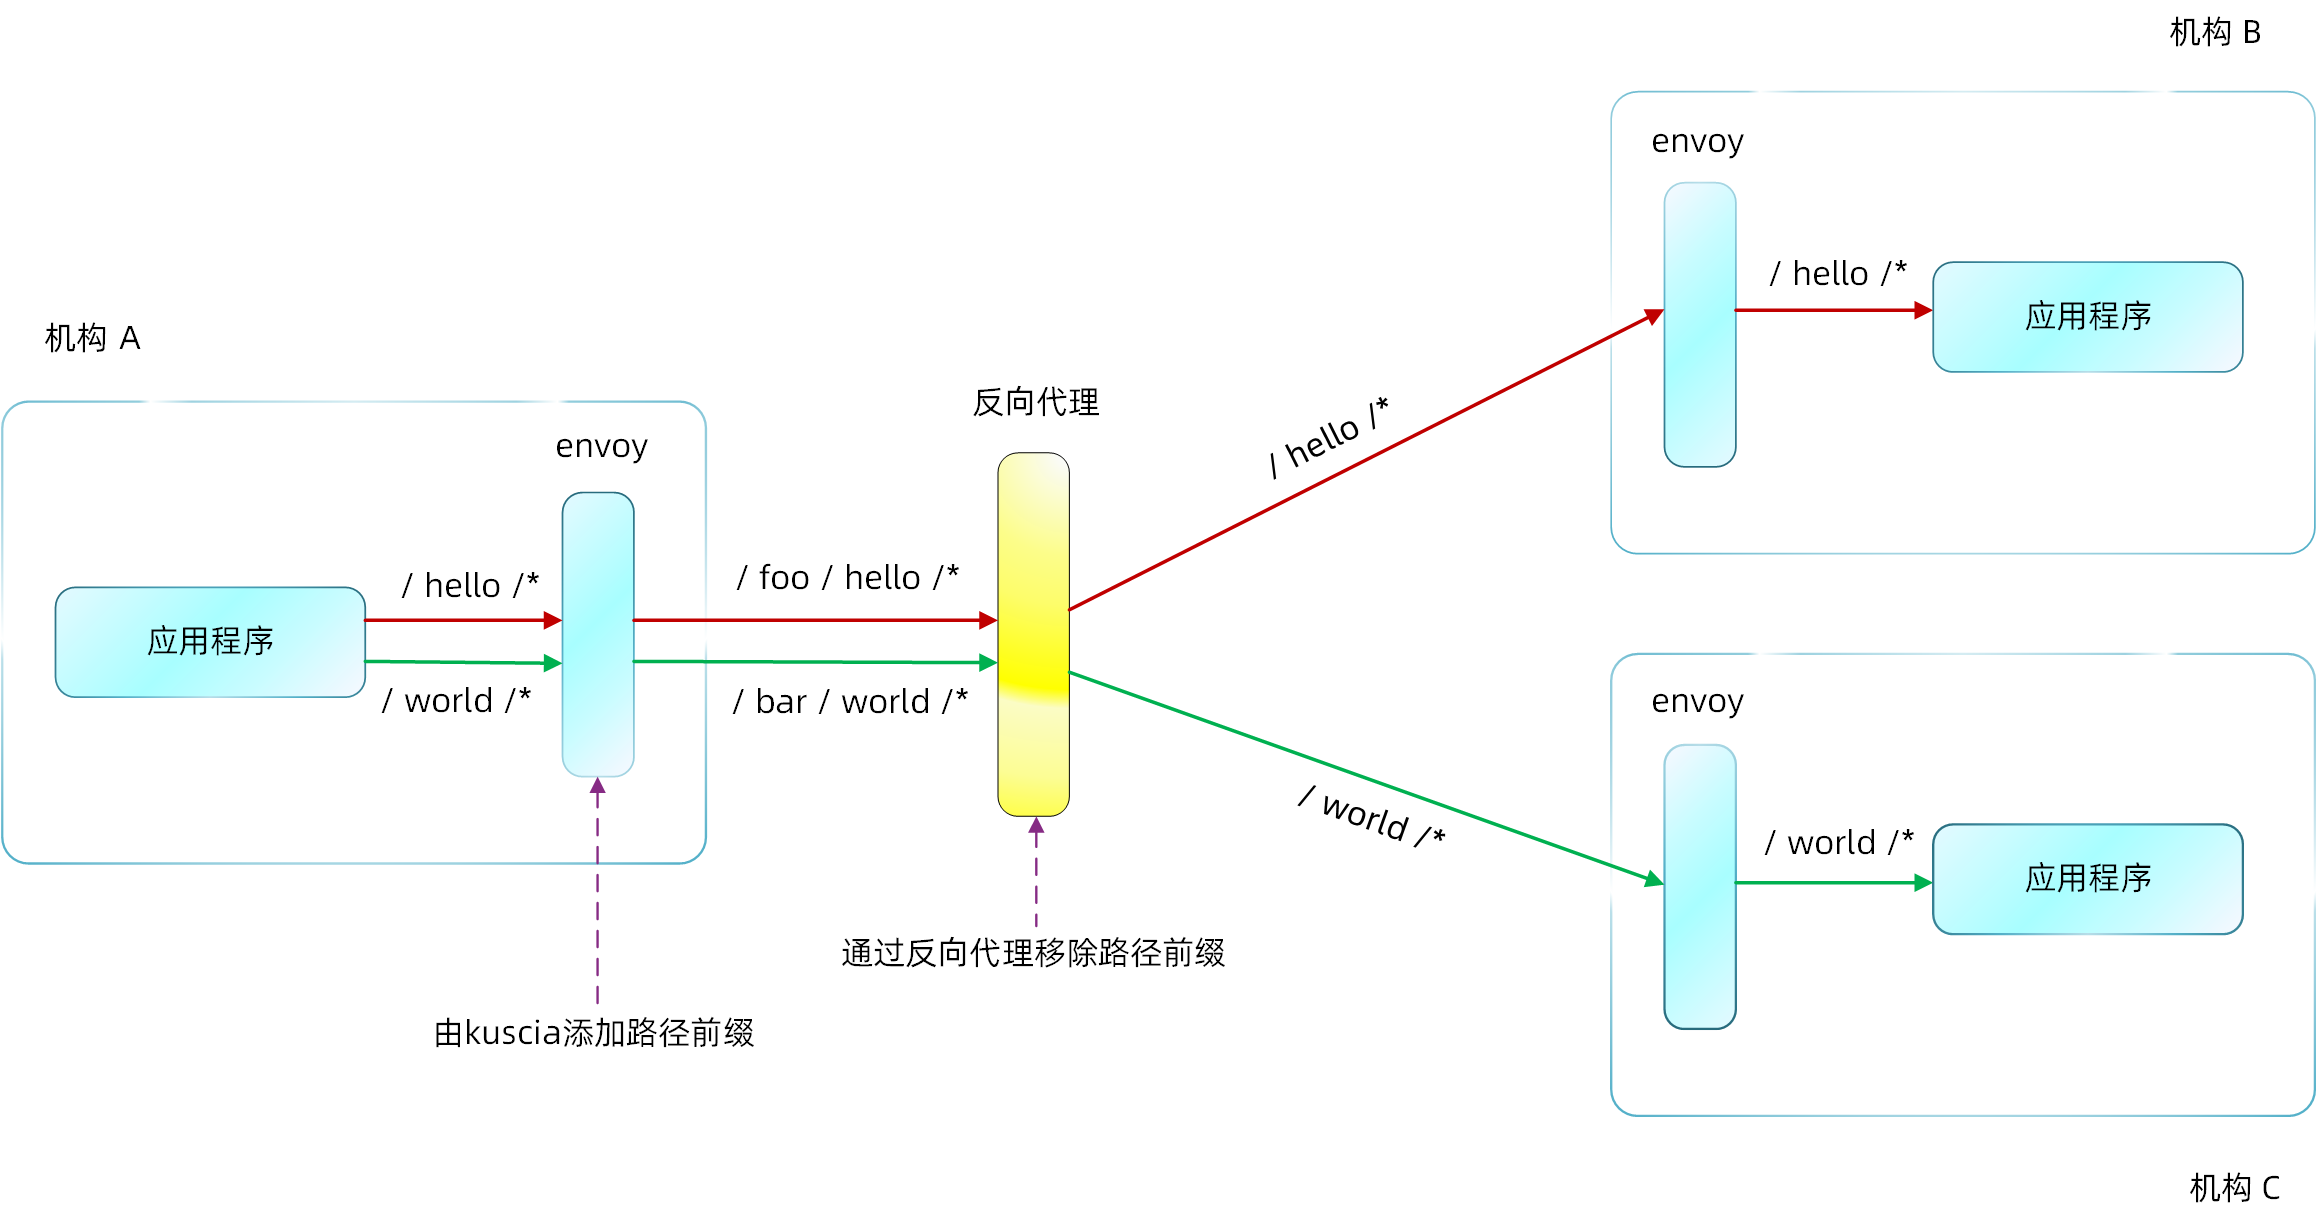 机构 B
envoy
/ hello /*
应用程序
机构 A
反向代理
/ hello /*
envoy
/ hello /*
/ foo / hello /*
应用程序
/ world /*
/ bar / world /*
envoy
/ world /*
/ world /*
应用程序
通过反向代理移除路径前缀
由kuscia添加路径前缀
机构 C